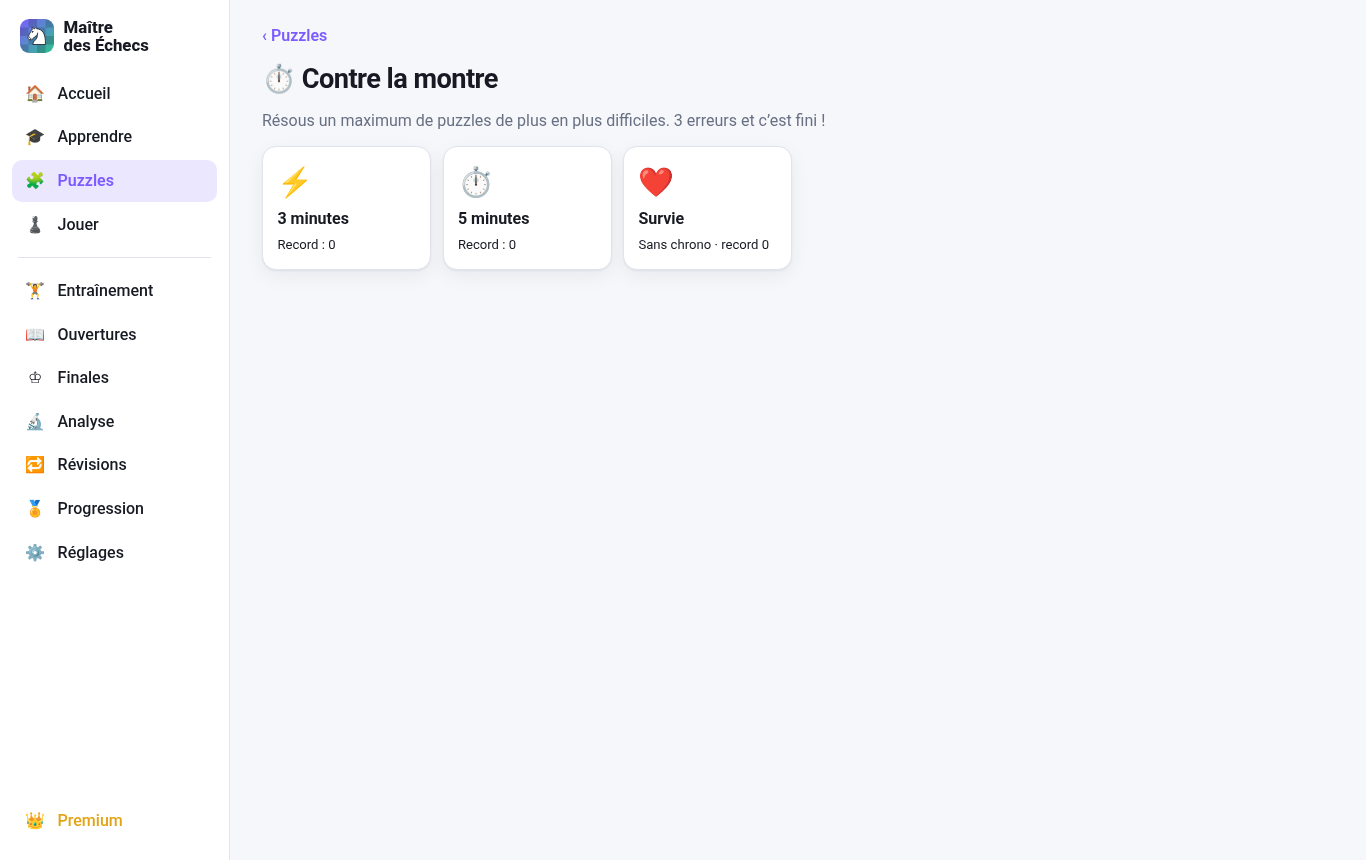 Maître
des Échecs
Accueil
Apprendre
Puzzles
Jouer
Entraînement
Ouvertures
Finales
Analyse
Révisions
Progression
Réglages
Premium
‹ Puzzles
Contre la montre
Résous un maximum de puzzles de plus en plus difficiles. 3 erreurs et c’est fini !
3 minutes
Record : 0
5 minutes
Record : 0
Survie
Sans chrono · record 0